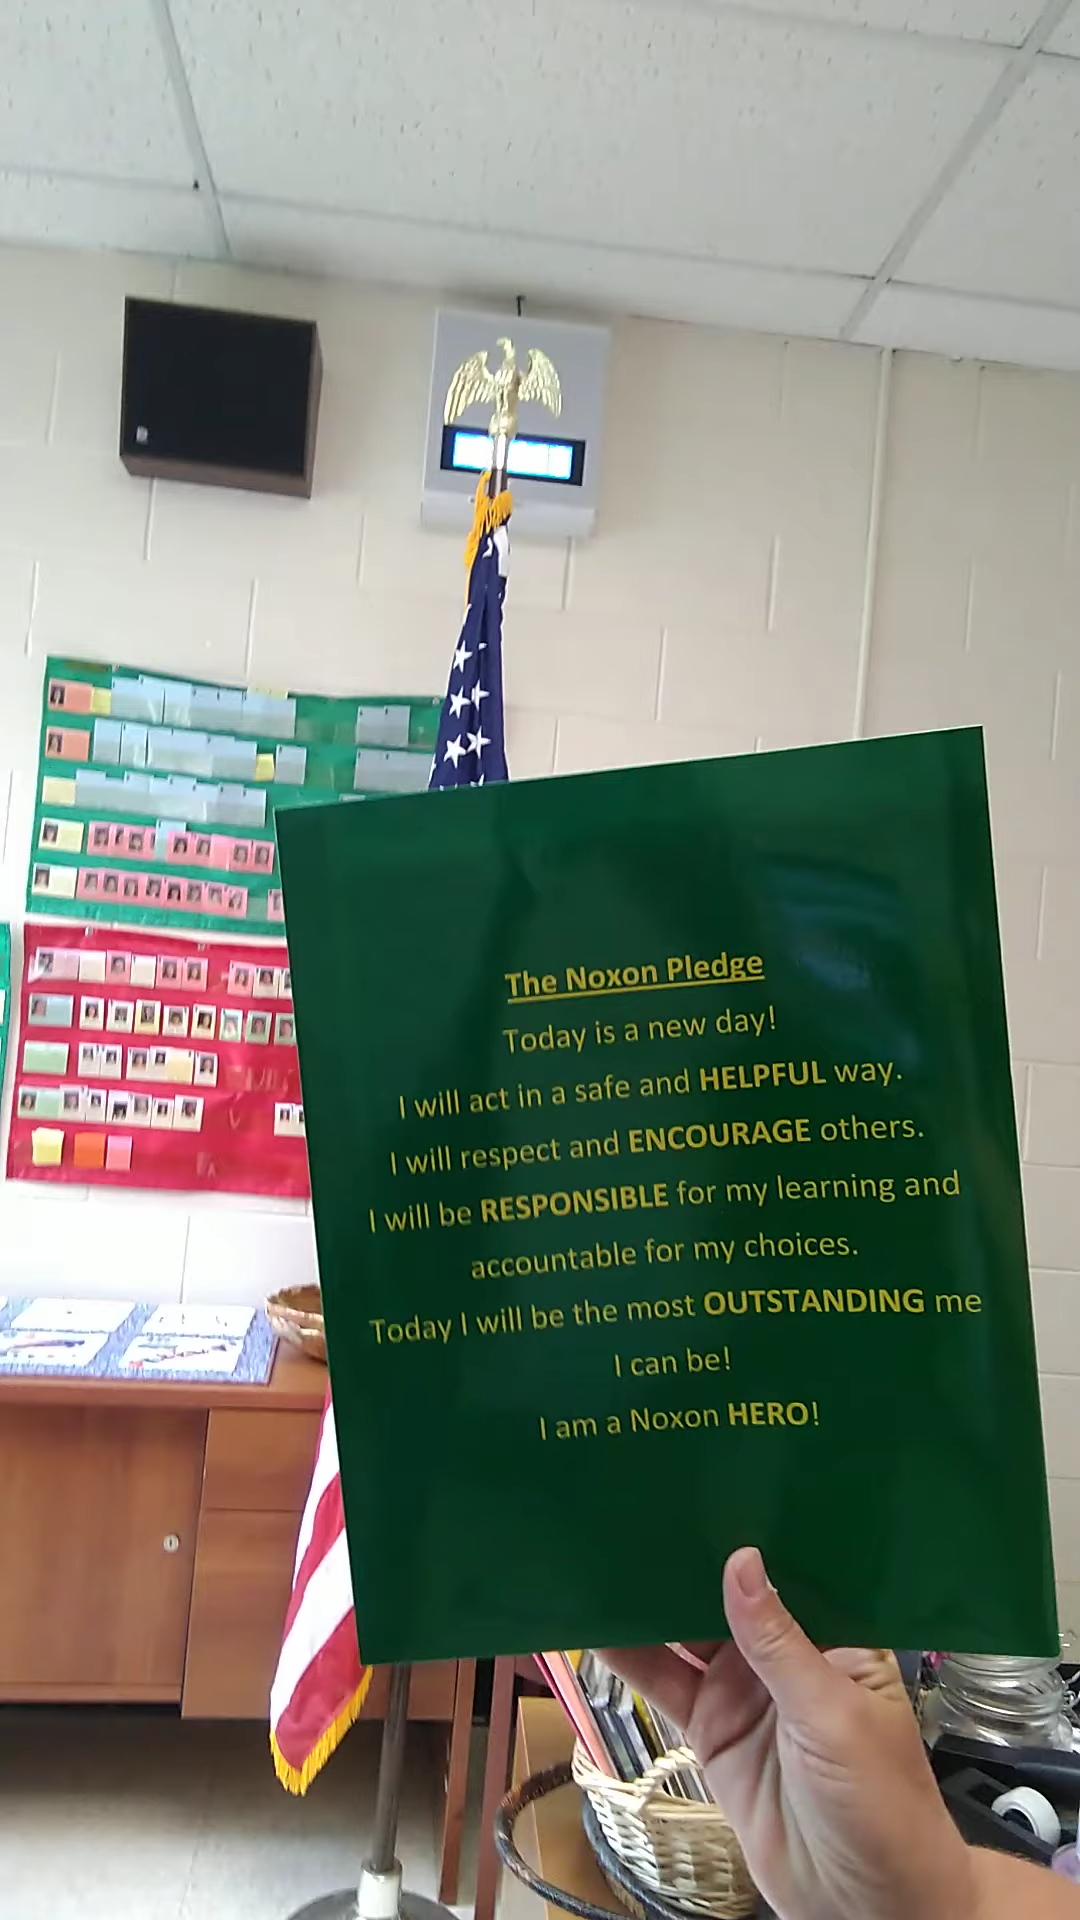 The Noxon Pledge
Today is a new day!
I will act in a safe and HELPFUL way.
I will respect and ENCOURAGE others.
I will be RESPONSIBLE for my learning and
accountable for my choices.
Today I will be the most OUTSTANDING me
I can be!
I am a Noxon HERO!